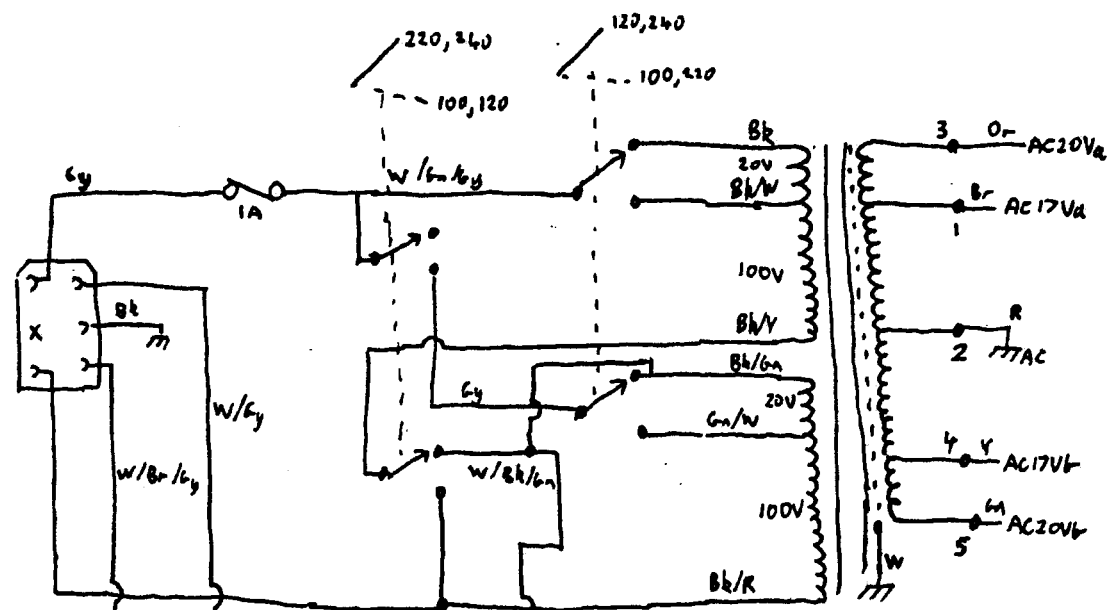 220,240
100,120
120,240
100,220
Gy
1A
W/Gn/Gy
Bk
20V
Bk/W
100V
Bk/Y
3
Or
AC20Va
Br
AC17Va
1
X
Bk
R
2
AC
Bk/Gn
Gy
20V
Gn/W
W/Gy
W/Br/Gy
W/Bk/Gn
100V
4
Y
AC17Vb
Gn
AC20Vb
5
W
Bk/R